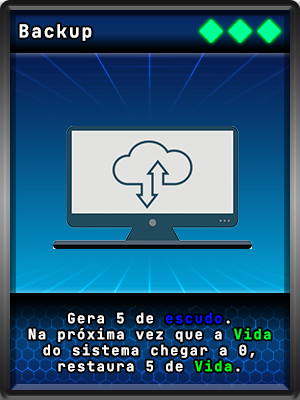 Backup
Gera 5 de escudo.
Na próxima vez que a Vida
do sistema chegar a 0,
restaura 5 de Vida.